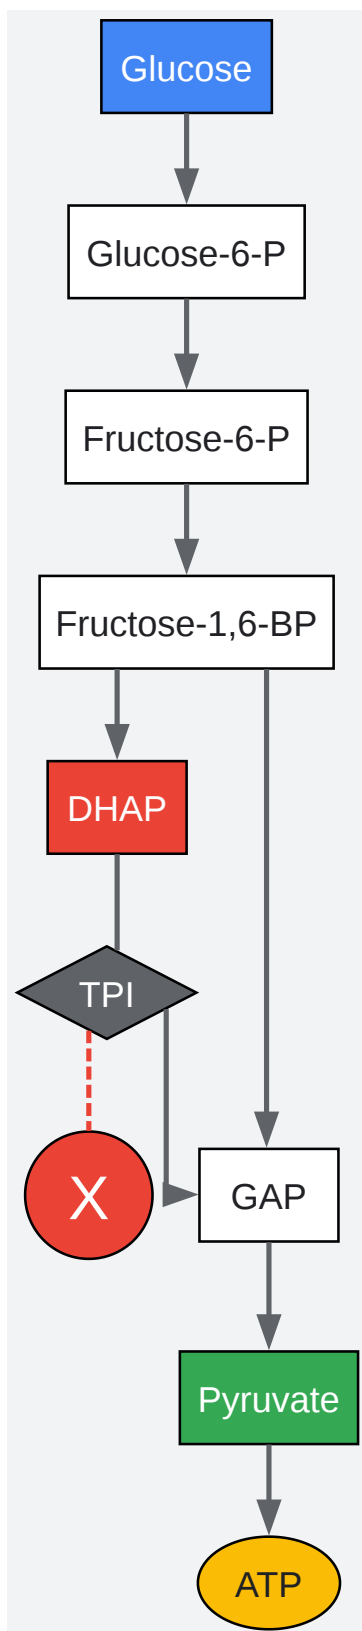 Glucose
Glucose-6-P
Fructose-6-P
Fructose-1,6-BP
DHAP
TPI
X
GAP
Pyruvate
ATP